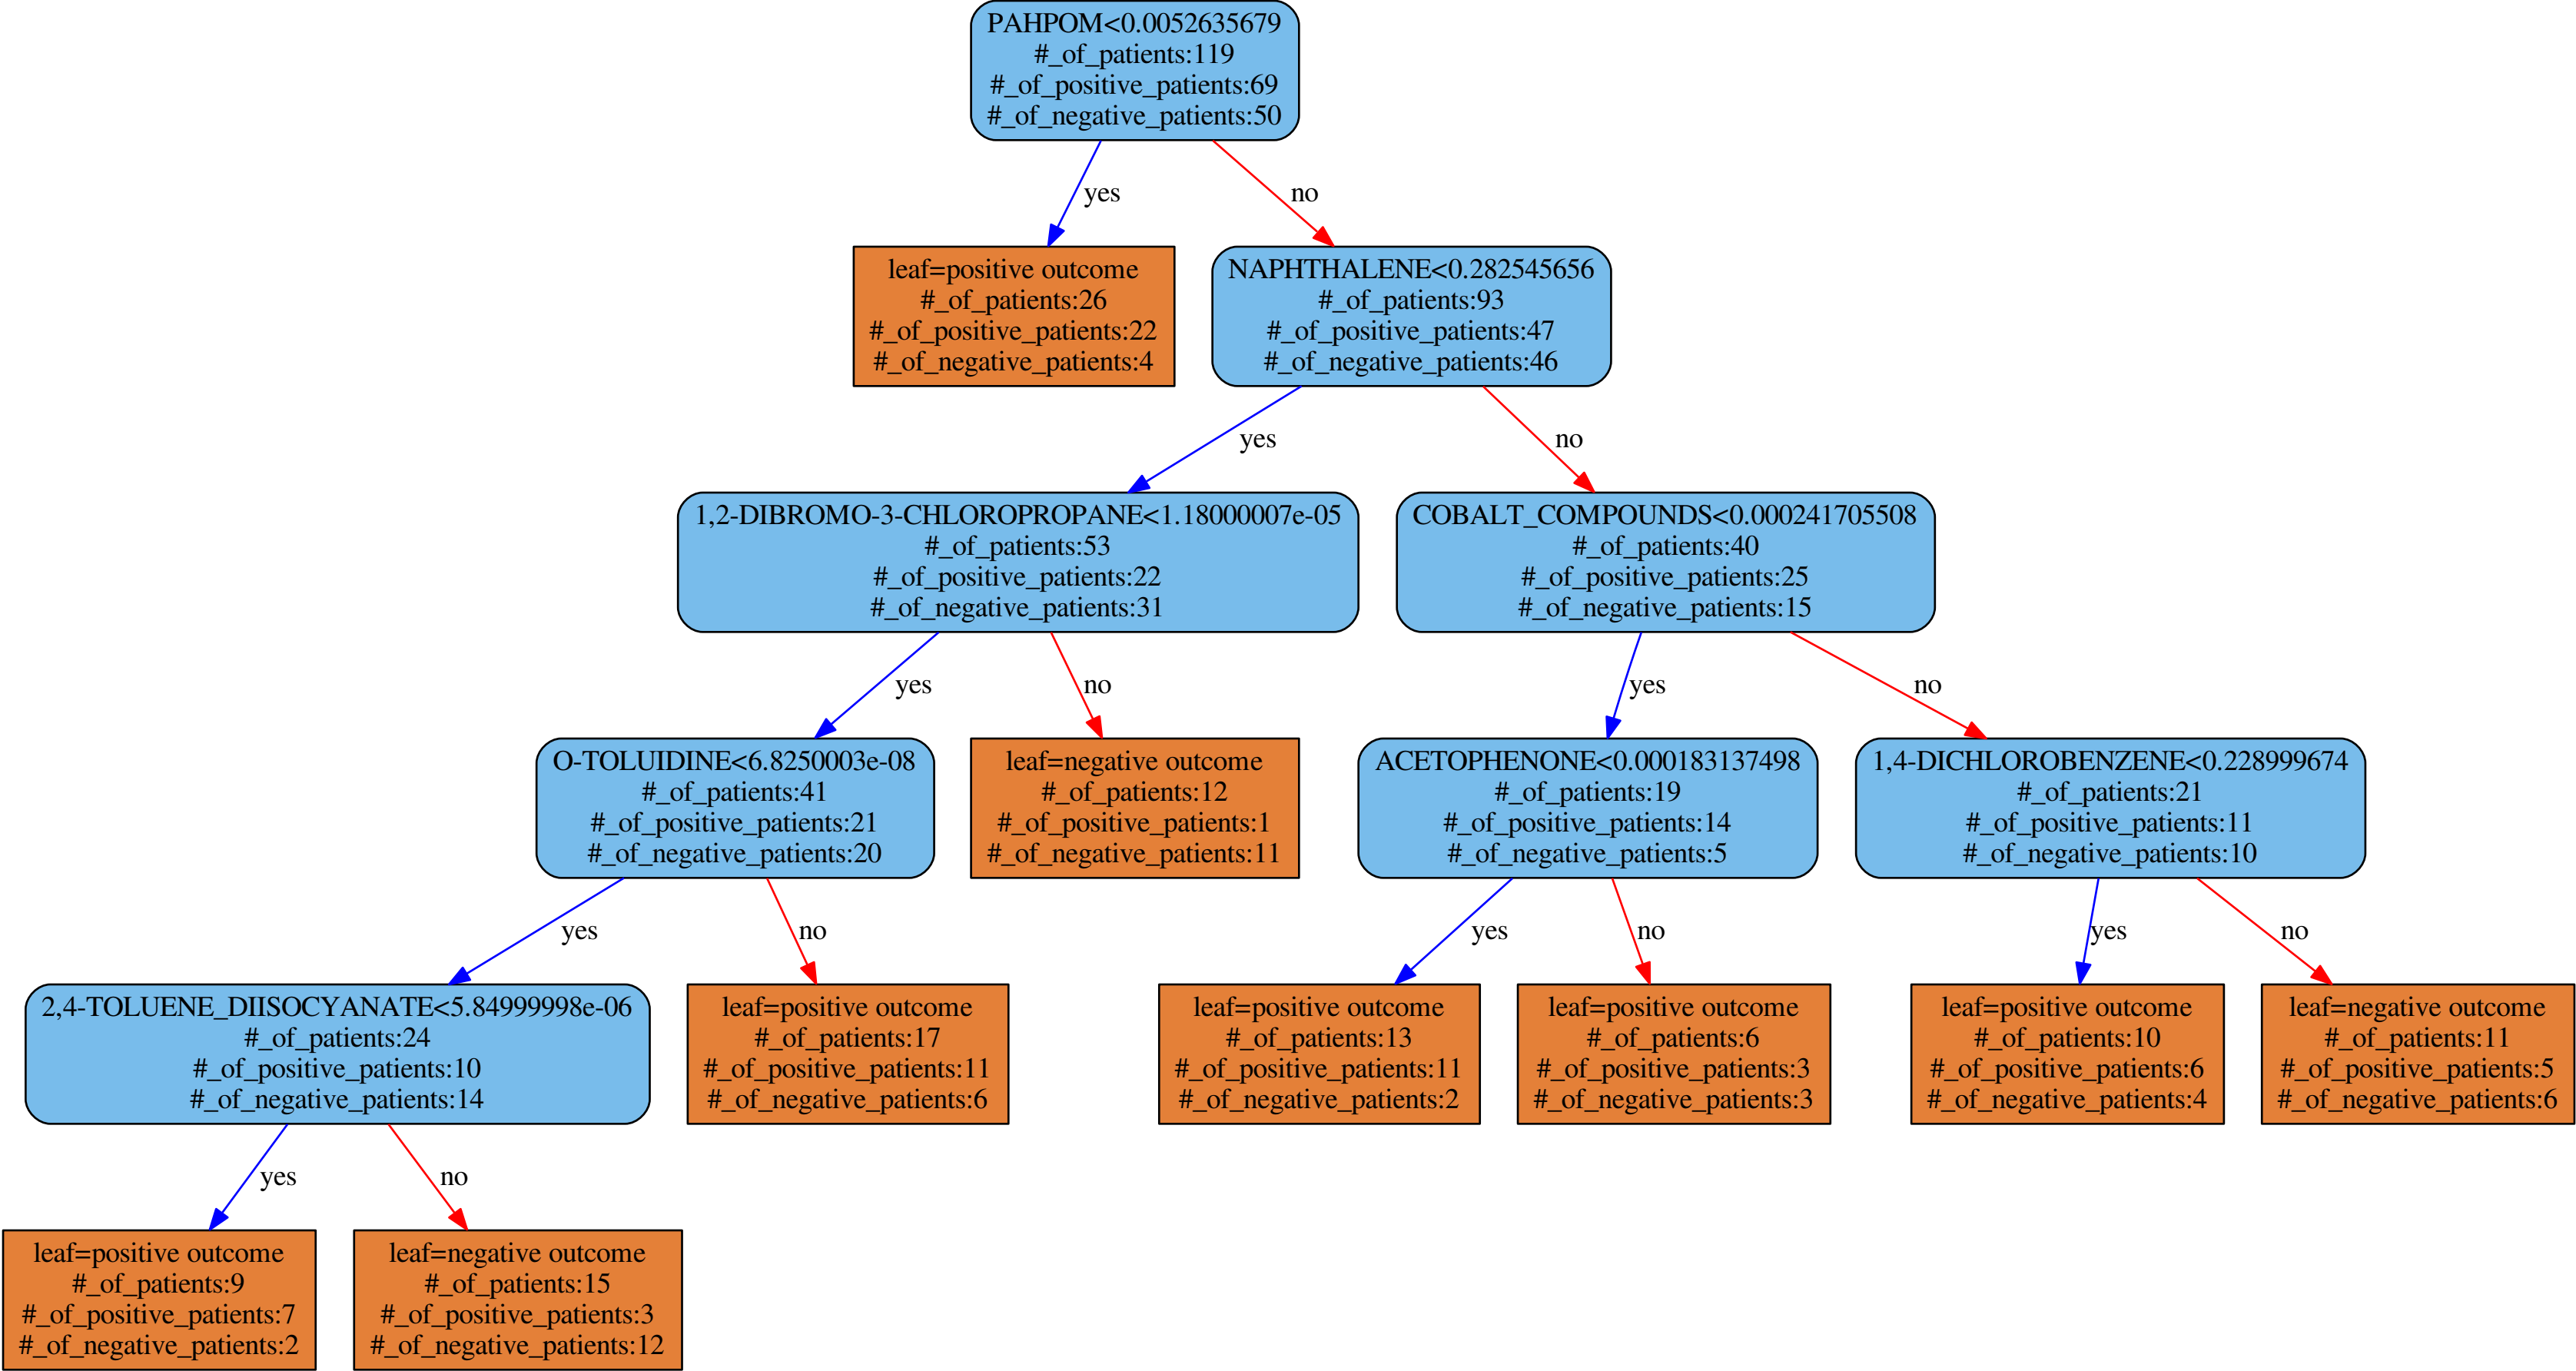 PAHPOM<0.0052635679
#_of_patients:119
#_of_positive_patients:69
#_of_negative_patients:50
yes
no
leaf=positive outcome
#_of_patients:26
#_of_positive_patients:22
#_of_negative_patients:4
NAPHTHALENE<0.282545656
#_of_patients:93
#_of_positive_patients:47
#_of_negative_patients:46
yes
no
1,2-DIBROMO-3-CHLOROPROPANE<1.18000007e-05
#_of_patients:53
#_of_positive_patients:22
#_of_negative_patients:31
COBALT_COMPOUNDS<0.000241705508
#_of_patients:40
#_of_positive_patients:25
#_of_negative_patients:15
yes
no
yes
no
O-TOLUIDINE<6.8250003e-08
#_of_patients:41
#_of_positive_patients:21
#_of_negative_patients:20
leaf=negative outcome
#_of_patients:12
#_of_positive_patients:1
#_of_negative_patients:11
ACETOPHENONE<0.000183137498
#_of_patients:19
#_of_positive_patients:14
#_of_negative_patients:5
1,4-DICHLOROBENZENE<0.228999674
#_of_patients:21
#_of_positive_patients:11
#_of_negative_patients:10
yes
no
yes
no
yes
no
2,4-TOLUENE_DIISOCYANATE<5.84999998e-06
#_of_patients:24
#_of_positive_patients:10
#_of_negative_patients:14
leaf=positive outcome
#_of_patients:17
#_of_positive_patients:11
#_of_negative_patients:6
leaf=positive outcome
#_of_patients:13
#_of_positive_patients:11
#_of_negative_patients:2
leaf=positive outcome
#_of_patients:6
#_of_positive_patients:3
#_of_negative_patients:3
leaf=positive outcome
#_of_patients:10
#_of_positive_patients:6
#_of_negative_patients:4
leaf=negative outcome
#_of_patients:11
#_of_positive_patients:5
#_of_negative_patients:6
yes
no
leaf=positive outcome
#_of_patients:9
#_of_positive_patients:7
#_of_negative_patients:2
leaf=negative outcome
#_of_patients:15
#_of_positive_patients:3
#_of_negative_patients:12